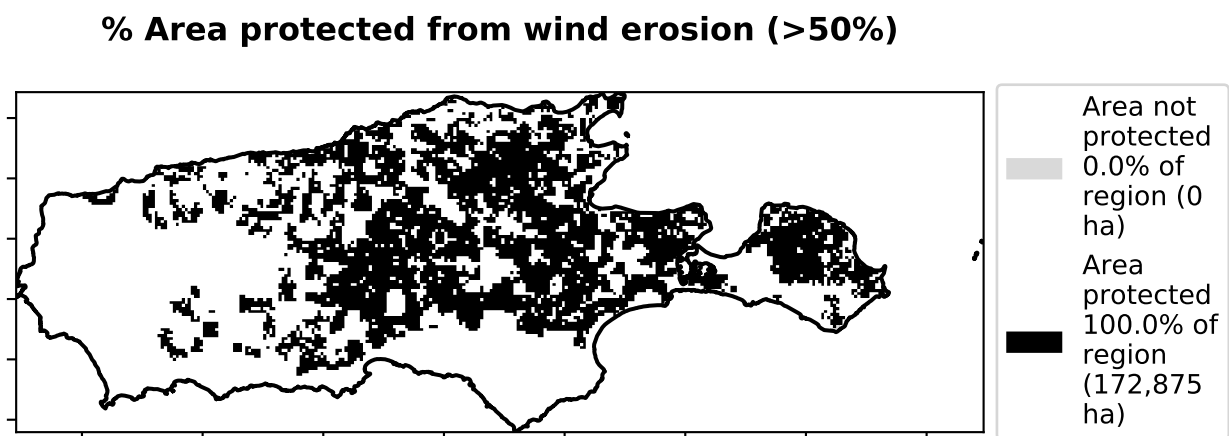 % Area protected from wind erosion (>50%)
Area not
protected
0.0% of
region (0
ha)
Area
protected
100.0% of
region
(172,875
ha)